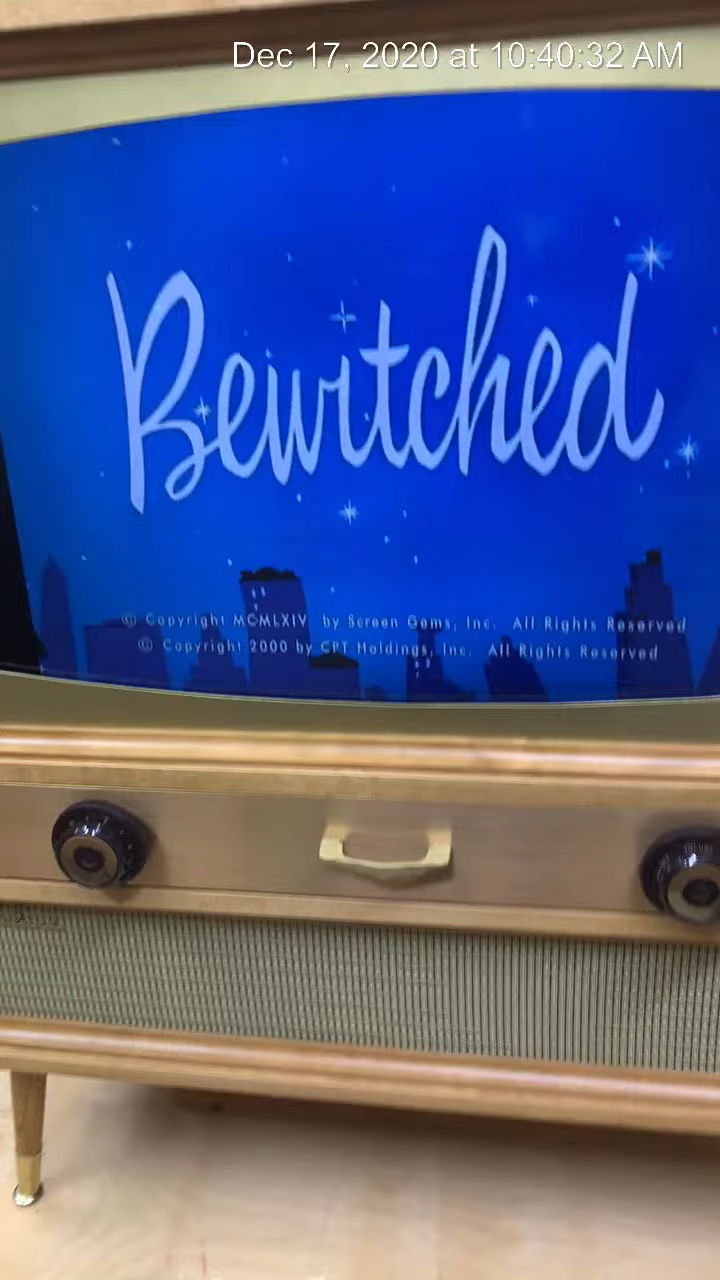 Dec 17, 2020 at 10:40:32 AM
Bewitched
© Copyright MCMLXIV by Screen Gems, Inc. All Rights Reserved
© Copyright 2000 by CPT Holdings, Inc. All Rights Reserved